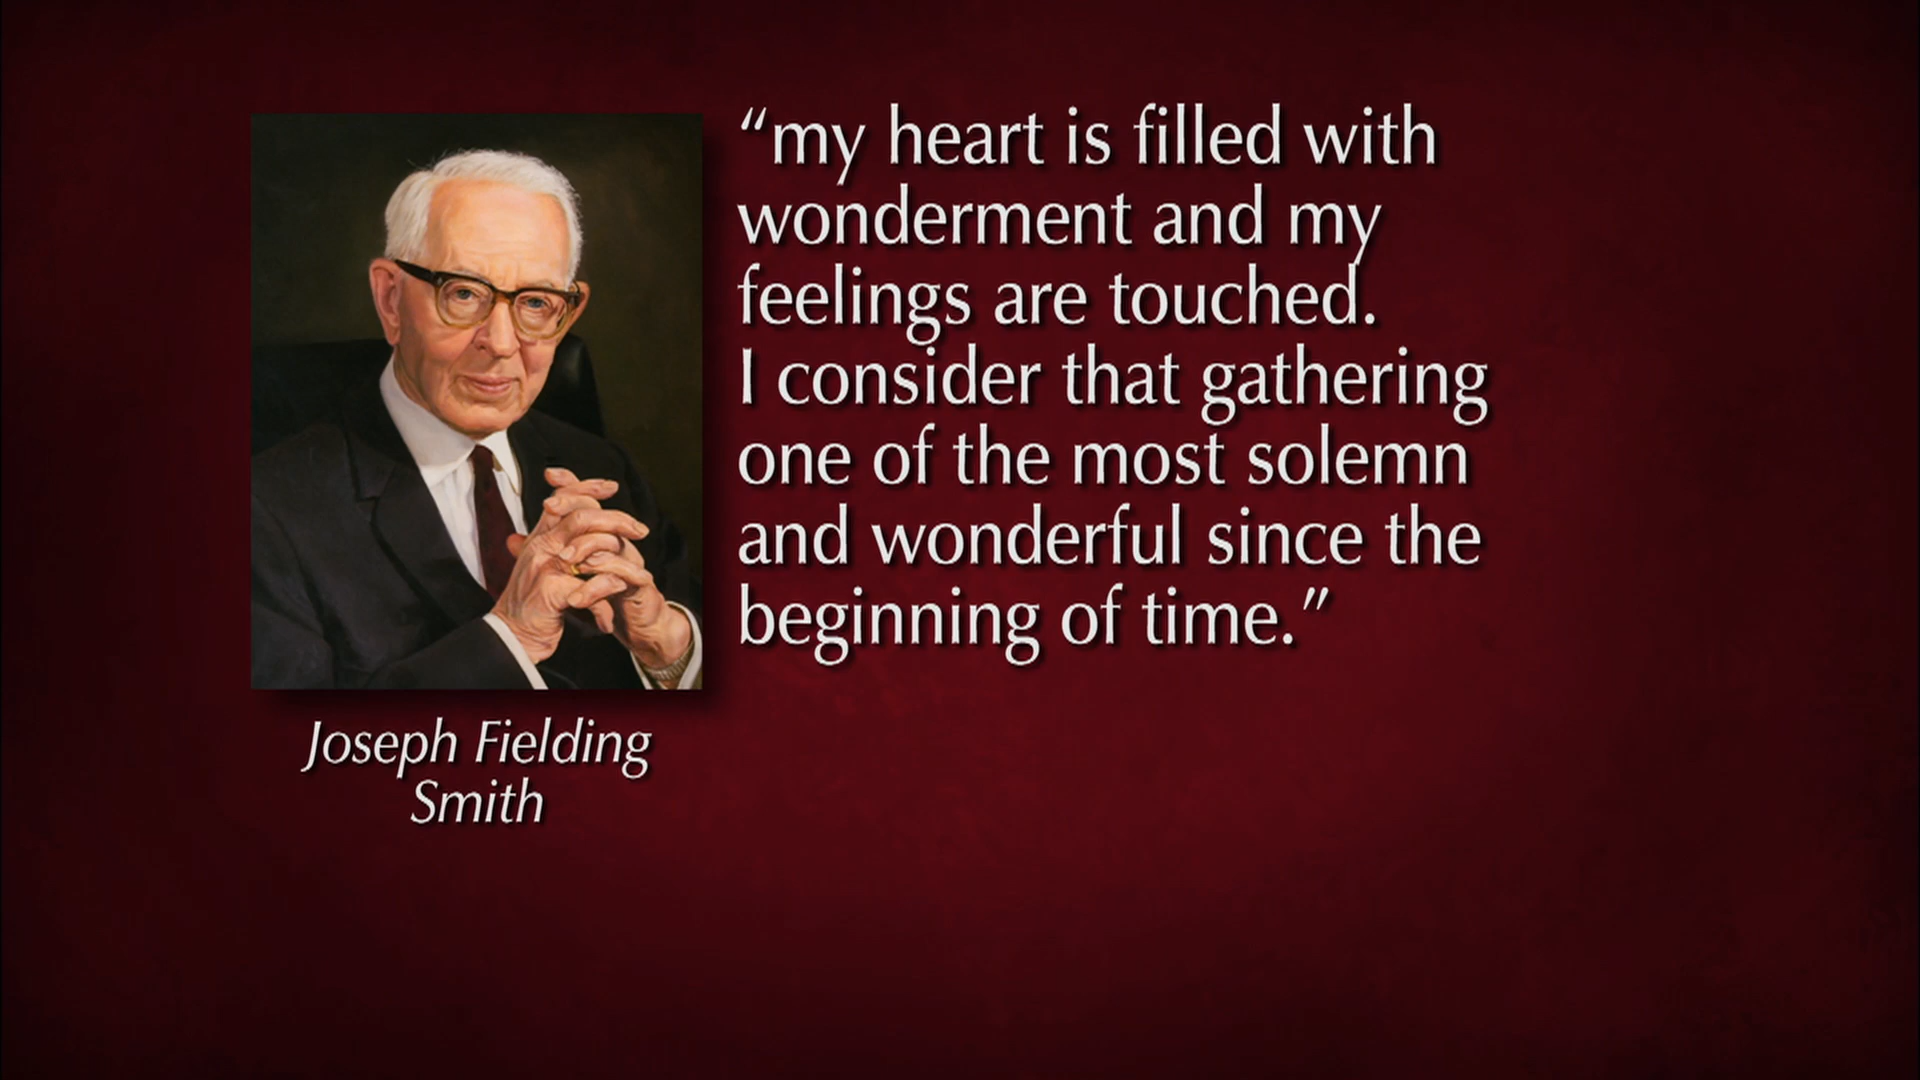 “my heart is filled with
wonderment and my
feelings are touched.
I consider that gathering
one of the most solemn
and wonderful since the
beginning of time.”
Joseph Fielding
Smith